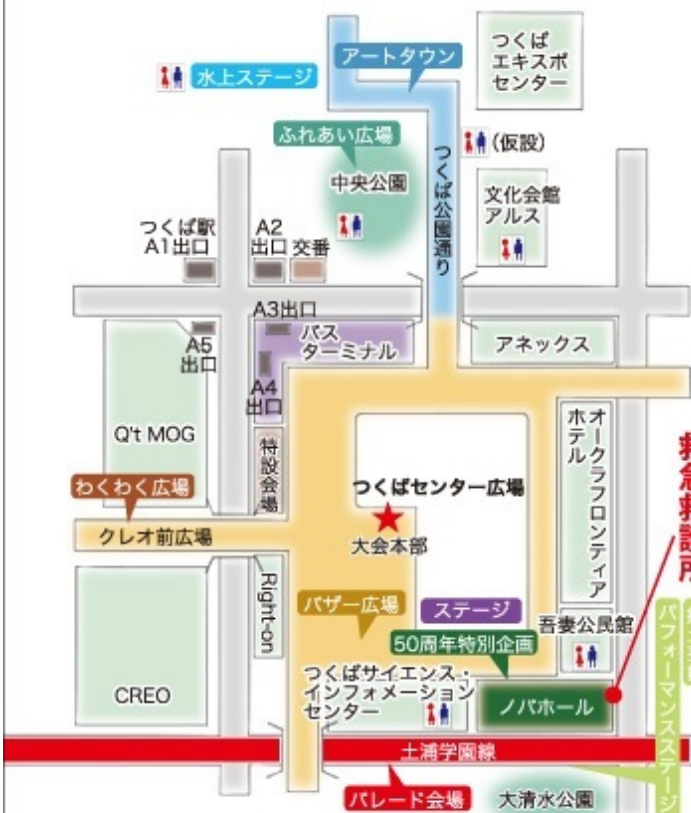 つくば
エキスポ
センター
アートタウン
水上ステージ
ふれあい広場
(仮設)
中央公園
つくば公園通り
文化会館
アルス
つくば駅
A1出口
A2
出口
交番
A3出口
バス
ターミナル
アネックス
A5
出口
A4
出口
Q't MOG
特設会場
オークラフロンティア
ホテル
わくわく広場
つくばセンター広場
クレオ前広場
大会本部
救急救護所
Right-on
バザー広場
ステージ
吾妻公民館
50周年特別企画
パフォーマンスステージ
つくばサイエンス・
インフォメーション
センター
CREO
ノバホール
土浦学園線
パレード会場
大清水公園